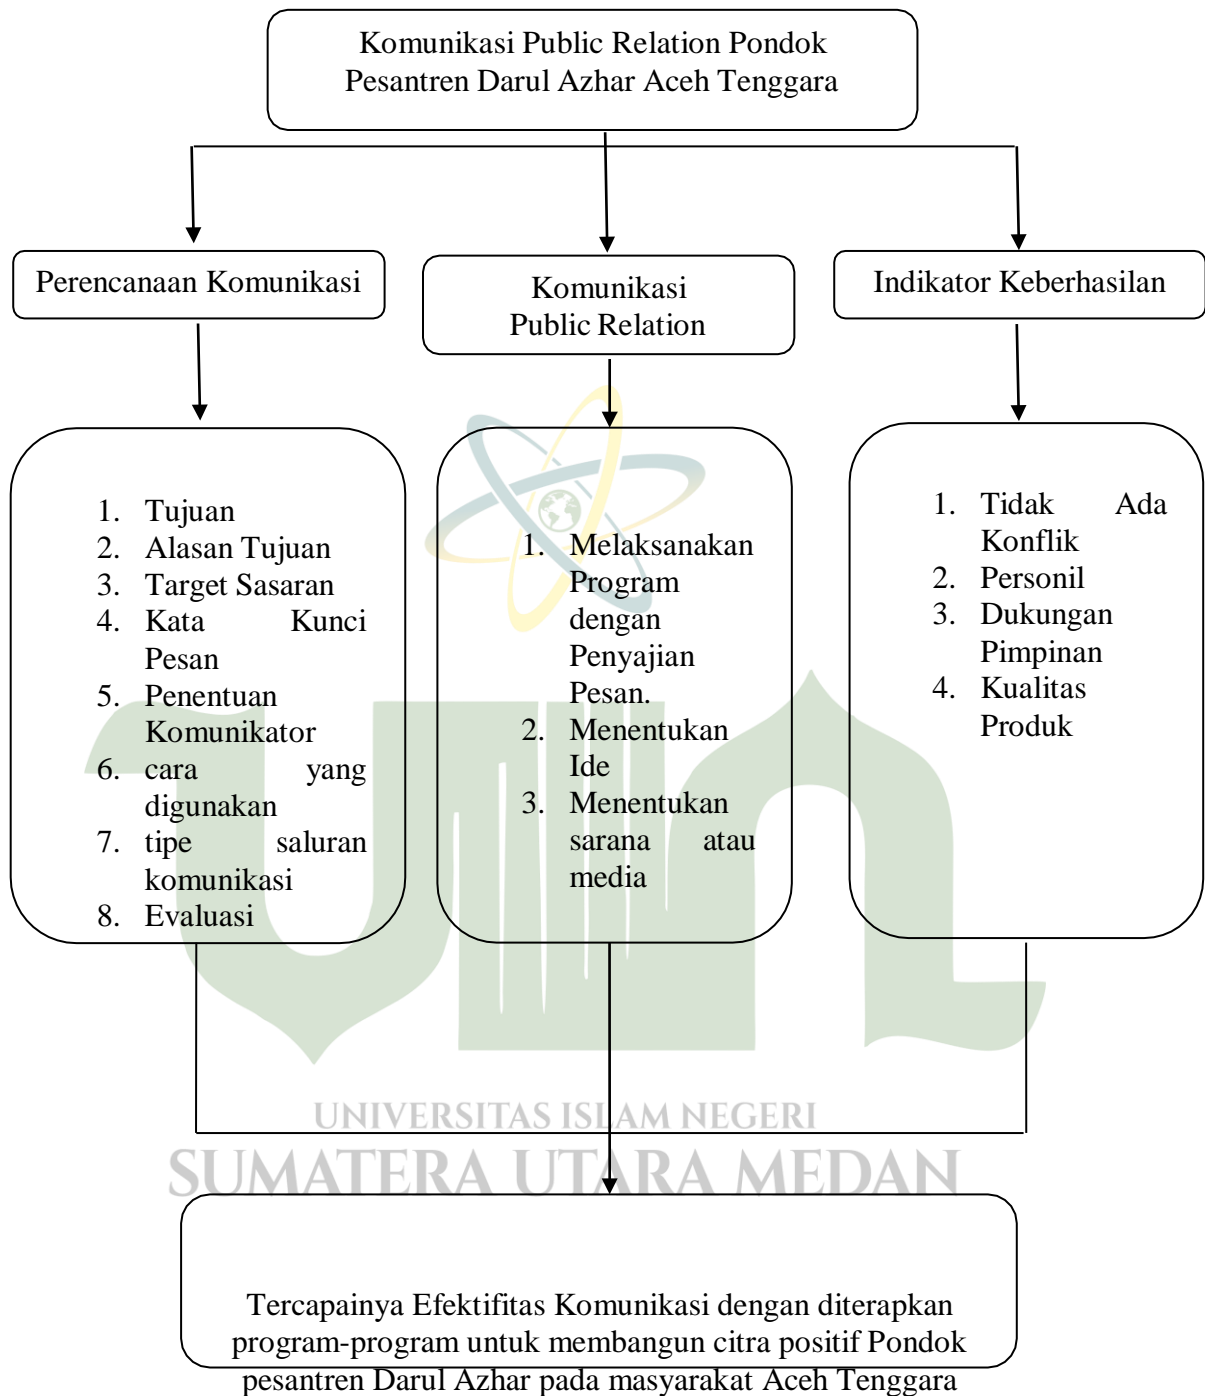 Komunikasi Public Relation Pondok
Pesantren Darul Azhar Aceh Tenggara
Perencanaan Komunikasi
Komunikasi
Public Relation
Indikator Keberhasilan
1. Tujuan
2. Alasan Tujuan
3. Target Sasaran
4. Kata Kunci
Pesan
5. Penentuan
Komunikator
6. cara yang
digunakan
7. tipe saluran
komunikasi
8. Evaluasi
1. Melaksanakan
Program
dengan
Penyajian
Pesan.
2. Menentukan
Ide
3. Menentukan
sarana atau
media
1. Tidak Ada
Konflik
2. Personil
3. Dukungan
Pimpinan
4. Kualitas
Produk
UNIVERSITAS ISLAM NEGERI
SUMATERA UTARA MEDAN
Tercapainya Efektifitas Komunikasi dengan diterapkan
program-program untuk membangun citra positif Pondok
pesantren Darul Azhar pada masyarakat Aceh Tenggara